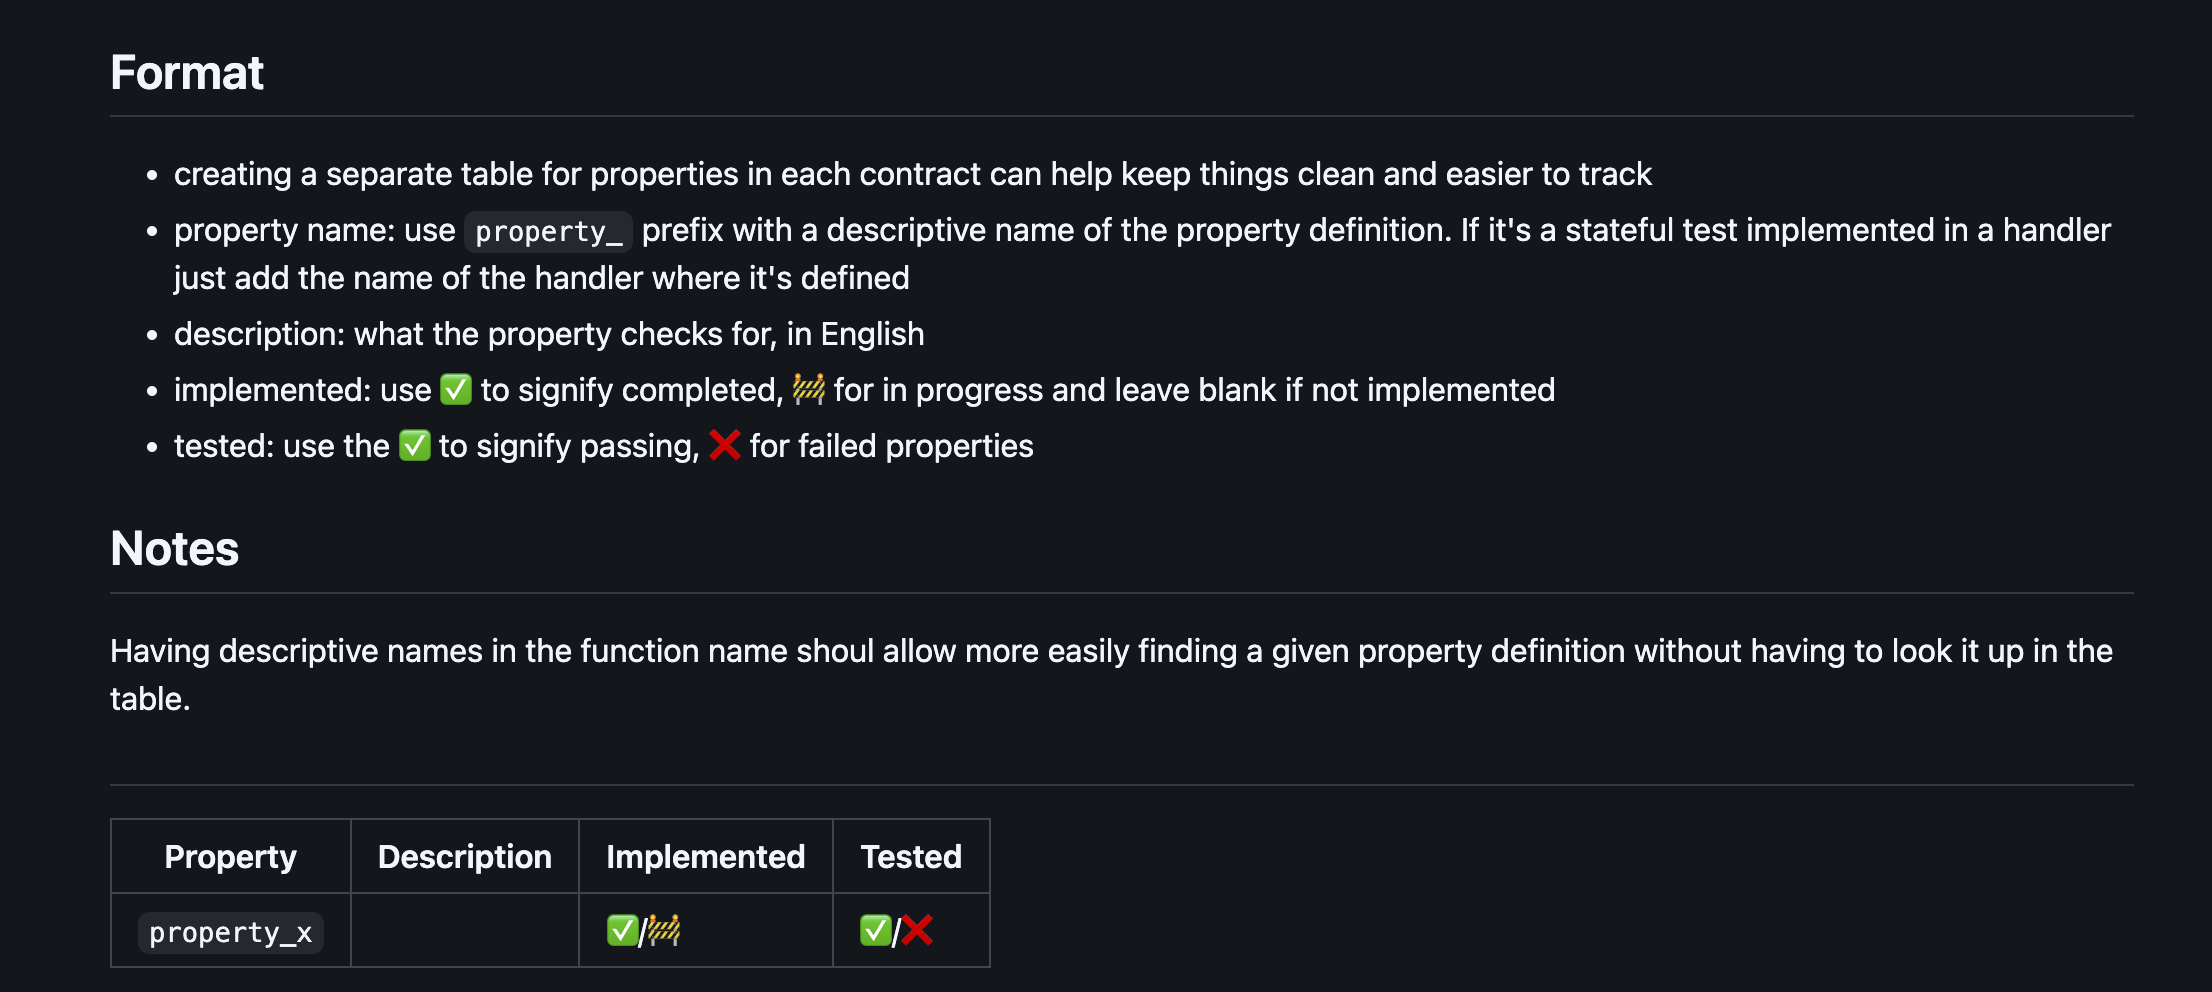 Format
• creating a separate table for properties in each contract can help keep things clean and easier to track
• property name: use property_ prefix with a descriptive name of the property definition. If it's a stateful test implemented in a handler
just add the name of the handler where it's defined
• description: what the property checks for, in English
• implemented: use ✅ to signify completed, 🚧 for in progress and leave blank if not implemented
• tested: use the ✅ to signify passing, ❌ for failed properties
Notes
Having descriptive names in the function name shoul allow more easily finding a given property definition without having to look it up in the
table.
Property Description Implemented Tested
property_x ✅/🚧 ✅/❌